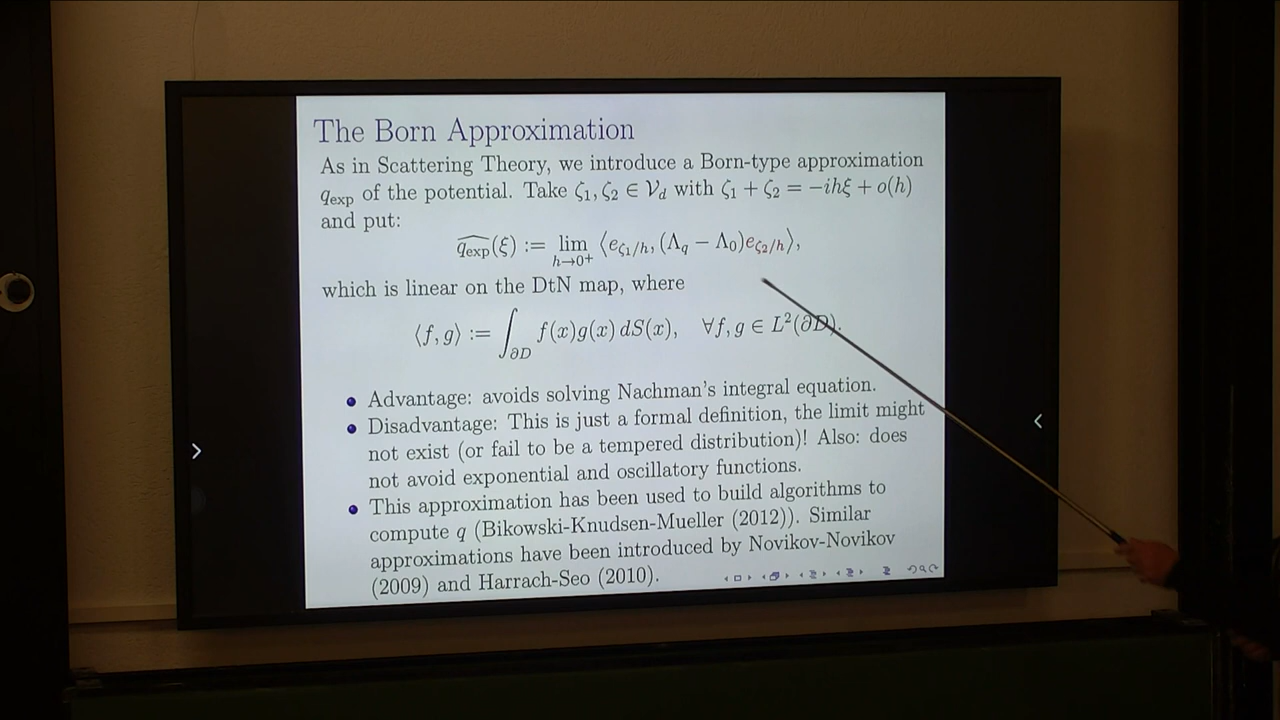 The Born Approximation
As in Scattering Theory, we introduce a Born-type approximation
q_exp of the potential. Take ζ₁, ζ₂ ∈ 𝒱_d with ζ₁ + ζ₂ = −ihξ + o(h)
and put:
\widehat{q_exp}(ξ) := lim_{h→0⁺} ⟨e_{ζ₁/h}, (Λ_q − Λ_0)e_{ζ₂/h}⟩,
which is linear on the DtN map, where
⟨f, g⟩ := ∫_{∂D} f(x)g(x) dS(x), ∀f, g ∈ L²(∂D).
• Advantage: avoids solving Nachman's integral equation.
• Disadvantage: This is just a formal definition, the limit might
not exist (or fail to be a tempered distribution)! Also: does
not avoid exponential and oscillatory functions.
• This approximation has been used to build algorithms to
compute q (Bikowski-Knudsen-Mueller (2012)). Similar
approximations have been introduced by Novikov-Novikov
(2009) and Harrach-Seo (2010).